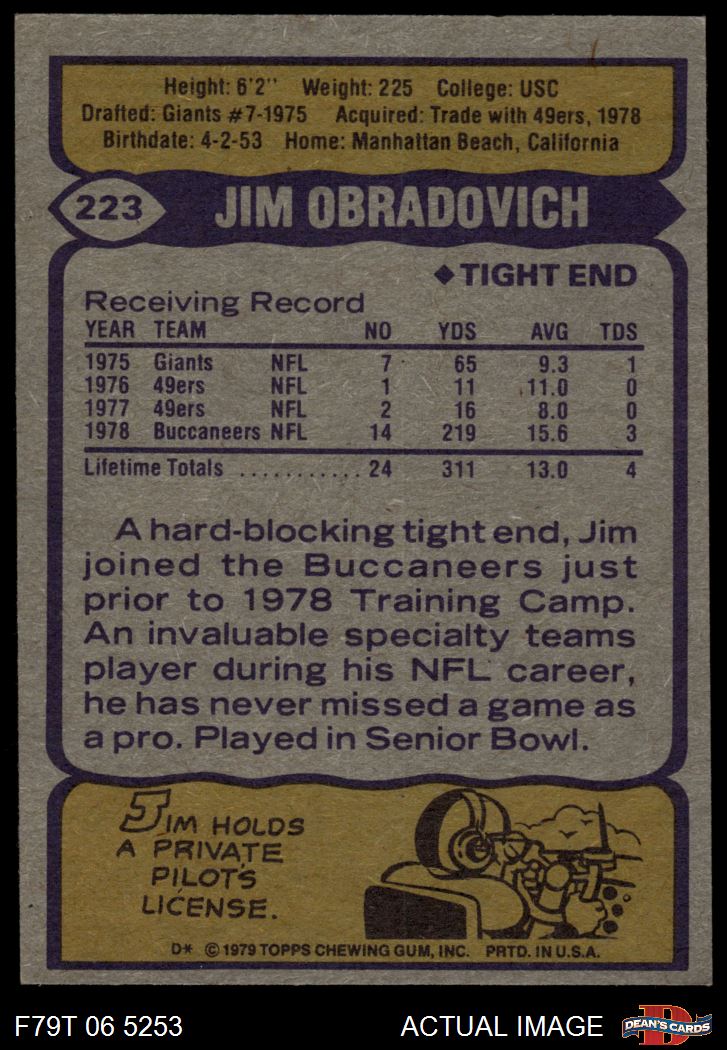 Height: 6'2'' Weight: 225 College: USC
Drafted: Giants #7-1975 Acquired: Trade with 49ers, 1978
Birthdate: 4-2-53 Home: Manhattan Beach, California
223 JIM OBRADOVICH
◆TIGHT END
Receiving Record
YEAR TEAM NO YDS AVG TDS
1975 Giants NFL 7 65 9.3 1
1976 49ers NFL 1 11 11.0 0
1977 49ers NFL 2 16 8.0 0
1978 Buccaneers NFL 14 219 15.6 3
Lifetime Totals ........... 24 311 13.0 4
A hard-blocking tight end, Jim
joined the Buccaneers just
prior to 1978 Training Camp.
An invaluable specialty teams
player during his NFL career,
he has never missed a game as
a pro. Played in Senior Bowl.
JIM HOLDS
A PRIVATE
PILOT'S
LICENSE.
D* © 1979 TOPPS CHEWING GUM, INC. PRTD. IN U.S.A.
F79T 06 5253 ACTUAL IMAGE D DEAN'S CARDS